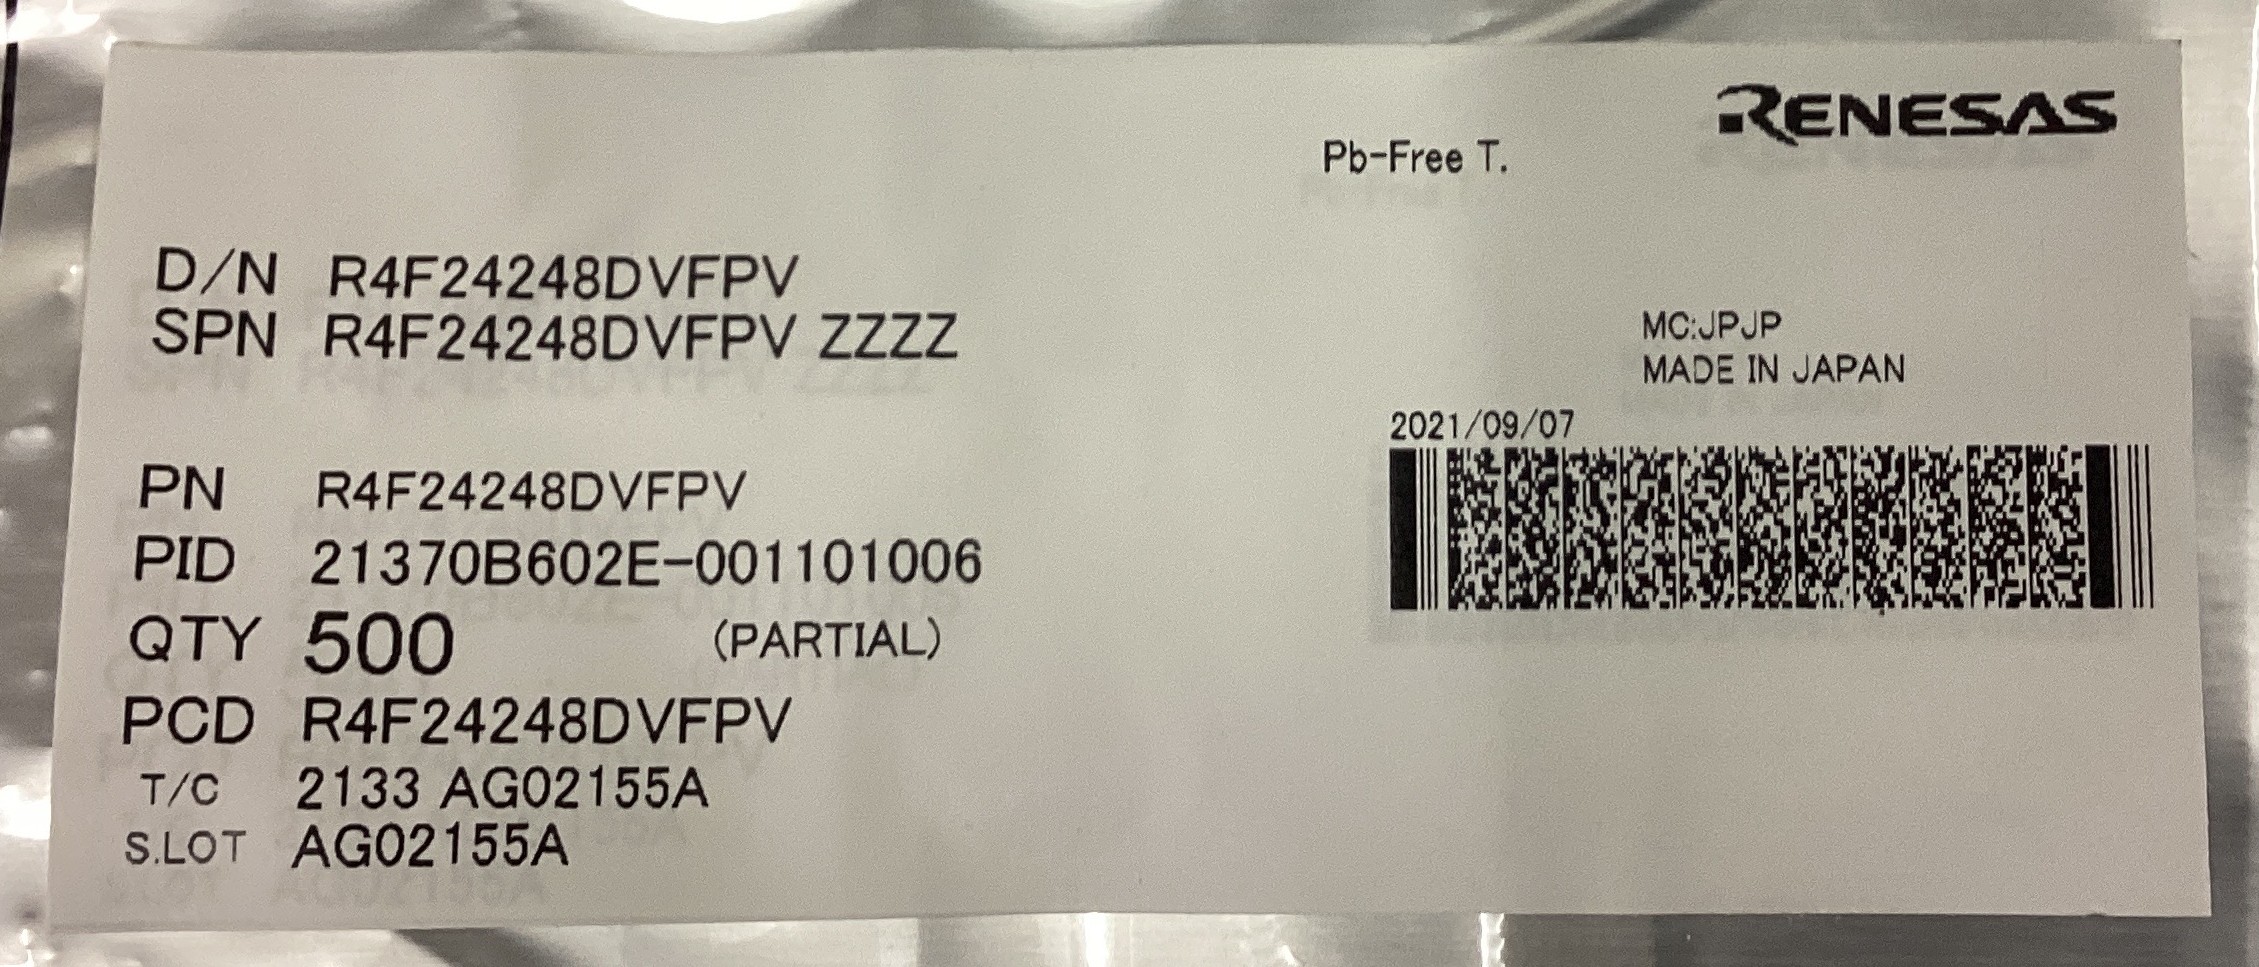 RENESAS
Pb-Free T.
D/N R4F24248DVFPV
SPN R4F24248DVFPV ZZZZ
MC:JPJP
MADE IN JAPAN
2021/09/07
PN R4F24248DVFPV
PID 21370B602E-001101006
QTY 500 (PARTIAL)
PCD R4F24248DVFPV
T/C 2133 AG02155A
S.LOT AG02155A